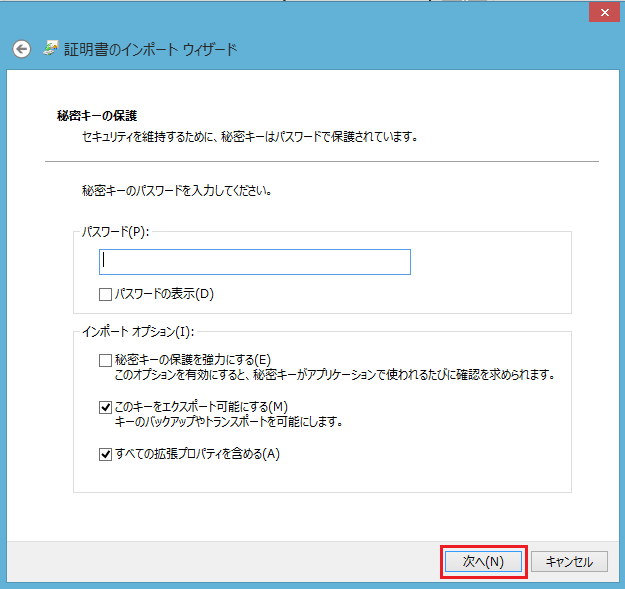 証明書のインポート ウィザード
秘密キーの保護
セキュリティを維持するために、秘密キーはパスワードで保護されています。
秘密キーのパスワードを入力してください。
パスワード(P):
パスワードの表示(D)
インポート オプション(I):
秘密キーの保護を強力にする(E)
このオプションを有効にすると、秘密キーがアプリケーションで使われるたびに確認を求められます。
このキーをエクスポート可能にする(M)
キーのバックアップやトランスポートを可能にします。
すべての拡張プロパティを含める(A)
次へ(N)
キャンセル